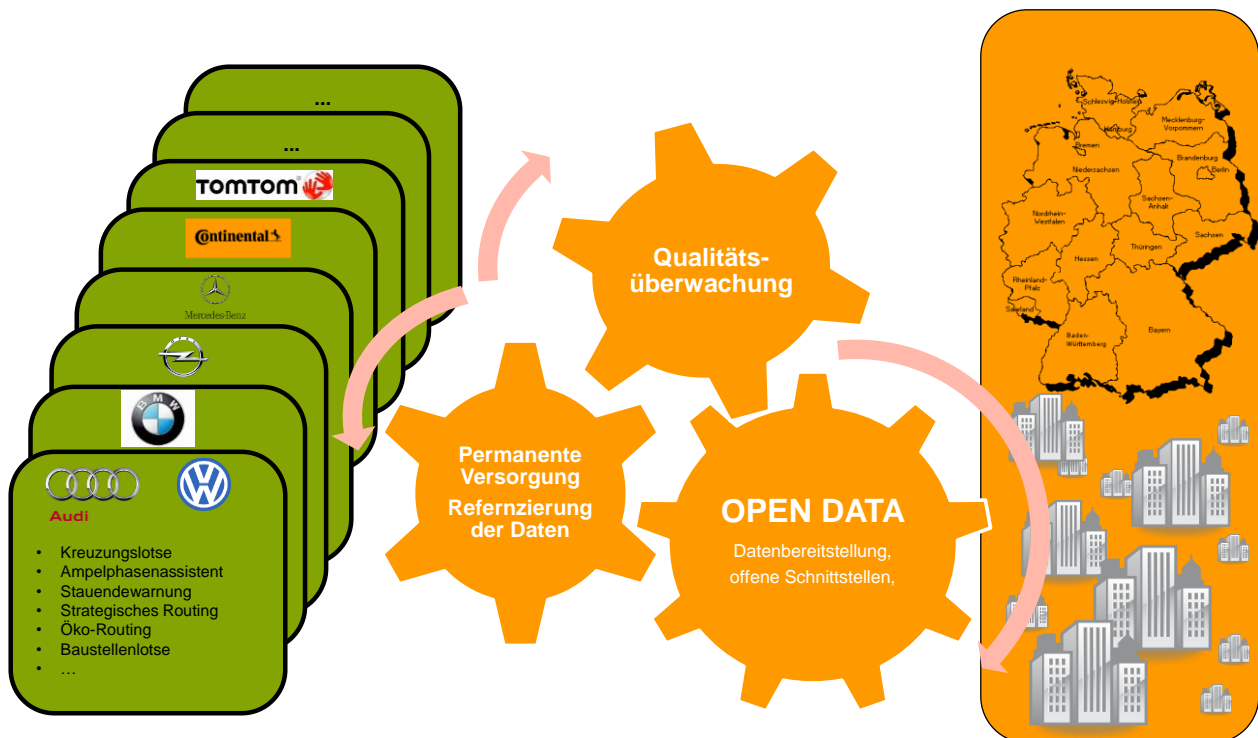 ...
...
TOMTOM
Continental
Mercedes-Benz
BMW
Audi
• Kreuzungslotse
• Ampelphasenassistent
• Stauendewarnung
• Strategisches Routing
• Öko-Routing
• Baustellenlotse
• …
Qualitäts-
überwachung
Permanente
Versorgung
Refernzierung
der Daten
OPEN DATA
Datenbereitstellung,
offene Schnittstellen,
Schleswig-Holstein
Hamburg
Mecklenburg-
Vorpommern
Bremen
Brandenburg
Berlin
Niedersachsen
Sachsen-
Anhalt
Nordrhein-
Westfalen
Sachsen
Thüringen
Hessen
Rheinland-
Pfalz
Saarland
Bayern
Baden-
Württemberg